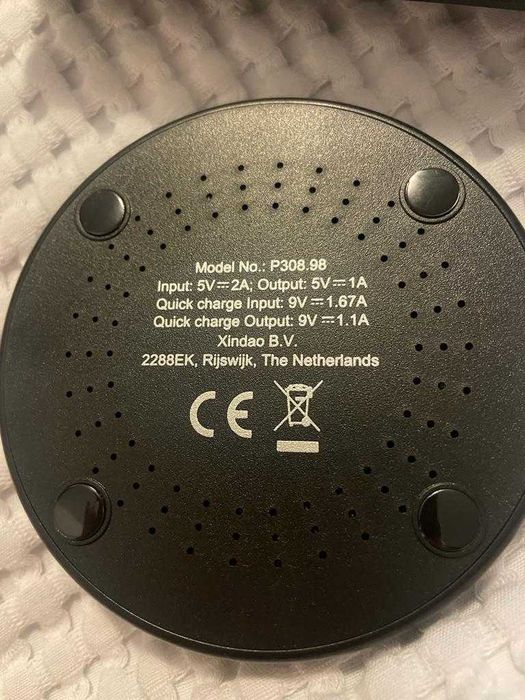 Model No.: P308.98
Input: 5V⎓2A; Output: 5V⎓1A
Quick charge Input: 9V⎓1.67A
Quick charge Output: 9V⎓1.1A
Xindao B.V.
2288EK, Rijswijk, The Netherlands
CE